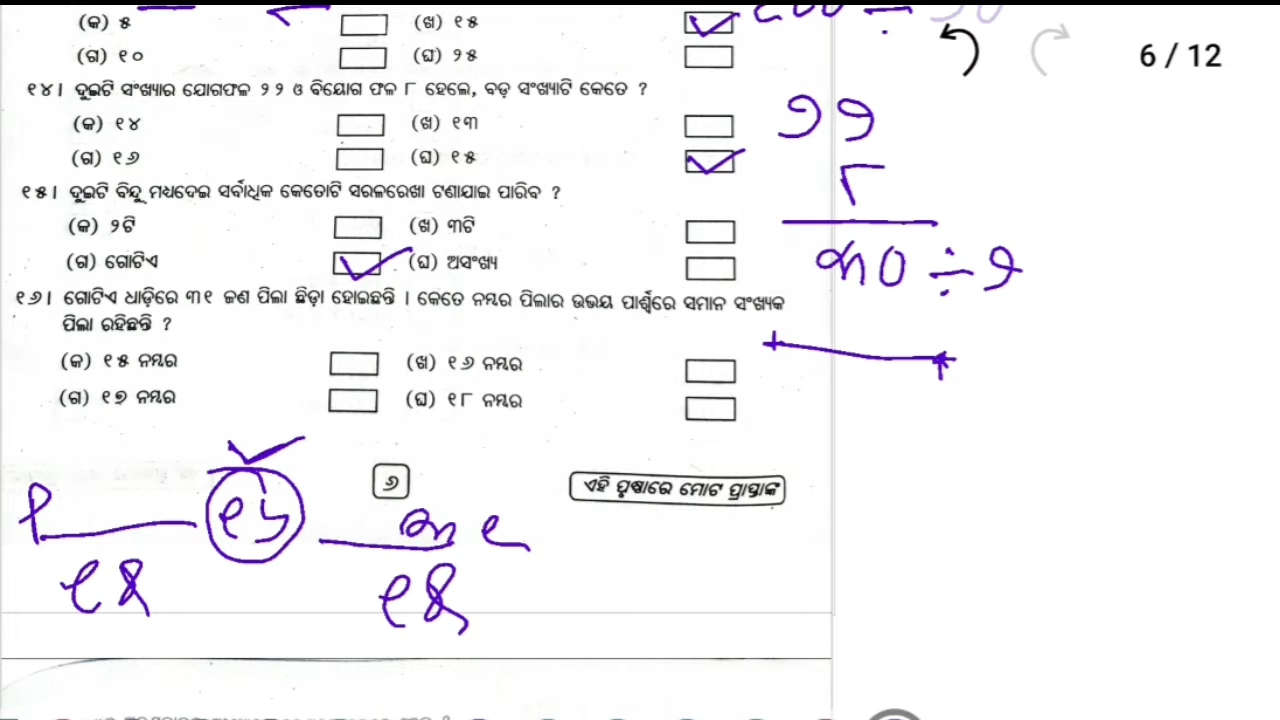 (କ) ୫ (ଖ) ୧୫
(ଗ) ୧୦ (ଘ) ୨୫
୧୪। ଦୁଇଟି ସଂଖ୍ୟାର ଯୋଗଫଳ ୨୨ ଓ ବିୟୋଗ ଫଳ ୮ ହେଲେ, ବଡ଼ ସଂଖ୍ୟାଟି କେତେ ?
(କ) ୧୪ (ଖ) ୧୩
(ଗ) ୧୬ (ଘ) ୧୫
୧୫। ଦୁଇଟି ବିନ୍ଦୁ ମଧ୍ୟଦେଇ ସର୍ବାଧିକ କେତୋଟି ସରଳରେଖା ଟଣାଯାଇ ପାରିବ ?
(କ) ୨ଟି (ଖ) ୩ଟି
(ଗ) ଗୋଟିଏ (ଘ) ଅସଂଖ୍ୟ
୧୬। ଗୋଟିଏ ଧାଡ଼ିରେ ୩୧ ଜଣ ପିଲା ଛିଡ଼ା ହୋଇଛନ୍ତି । କେତେ ନମ୍ବର ପିଲାର ଉଭୟ ପାର୍ଶ୍ୱରେ ସମାନ ସଂଖ୍ୟକ
ପିଲା ରହିଛନ୍ତି ?
(କ) ୧୫ ନମ୍ବର (ଖ) ୧୬ ନମ୍ବର
(ଗ) ୧୭ ନମ୍ବର (ଘ) ୧୮ ନମ୍ବର
୬
ଏହି ପୃଷ୍ଠାରେ ମୋଟ ପ୍ରାପ୍ତାଙ୍କ
6 / 12
୨୨
୮
୩୦ ÷ ୨
୧ ୧୬ ୩୧
୧୫ ୧୫